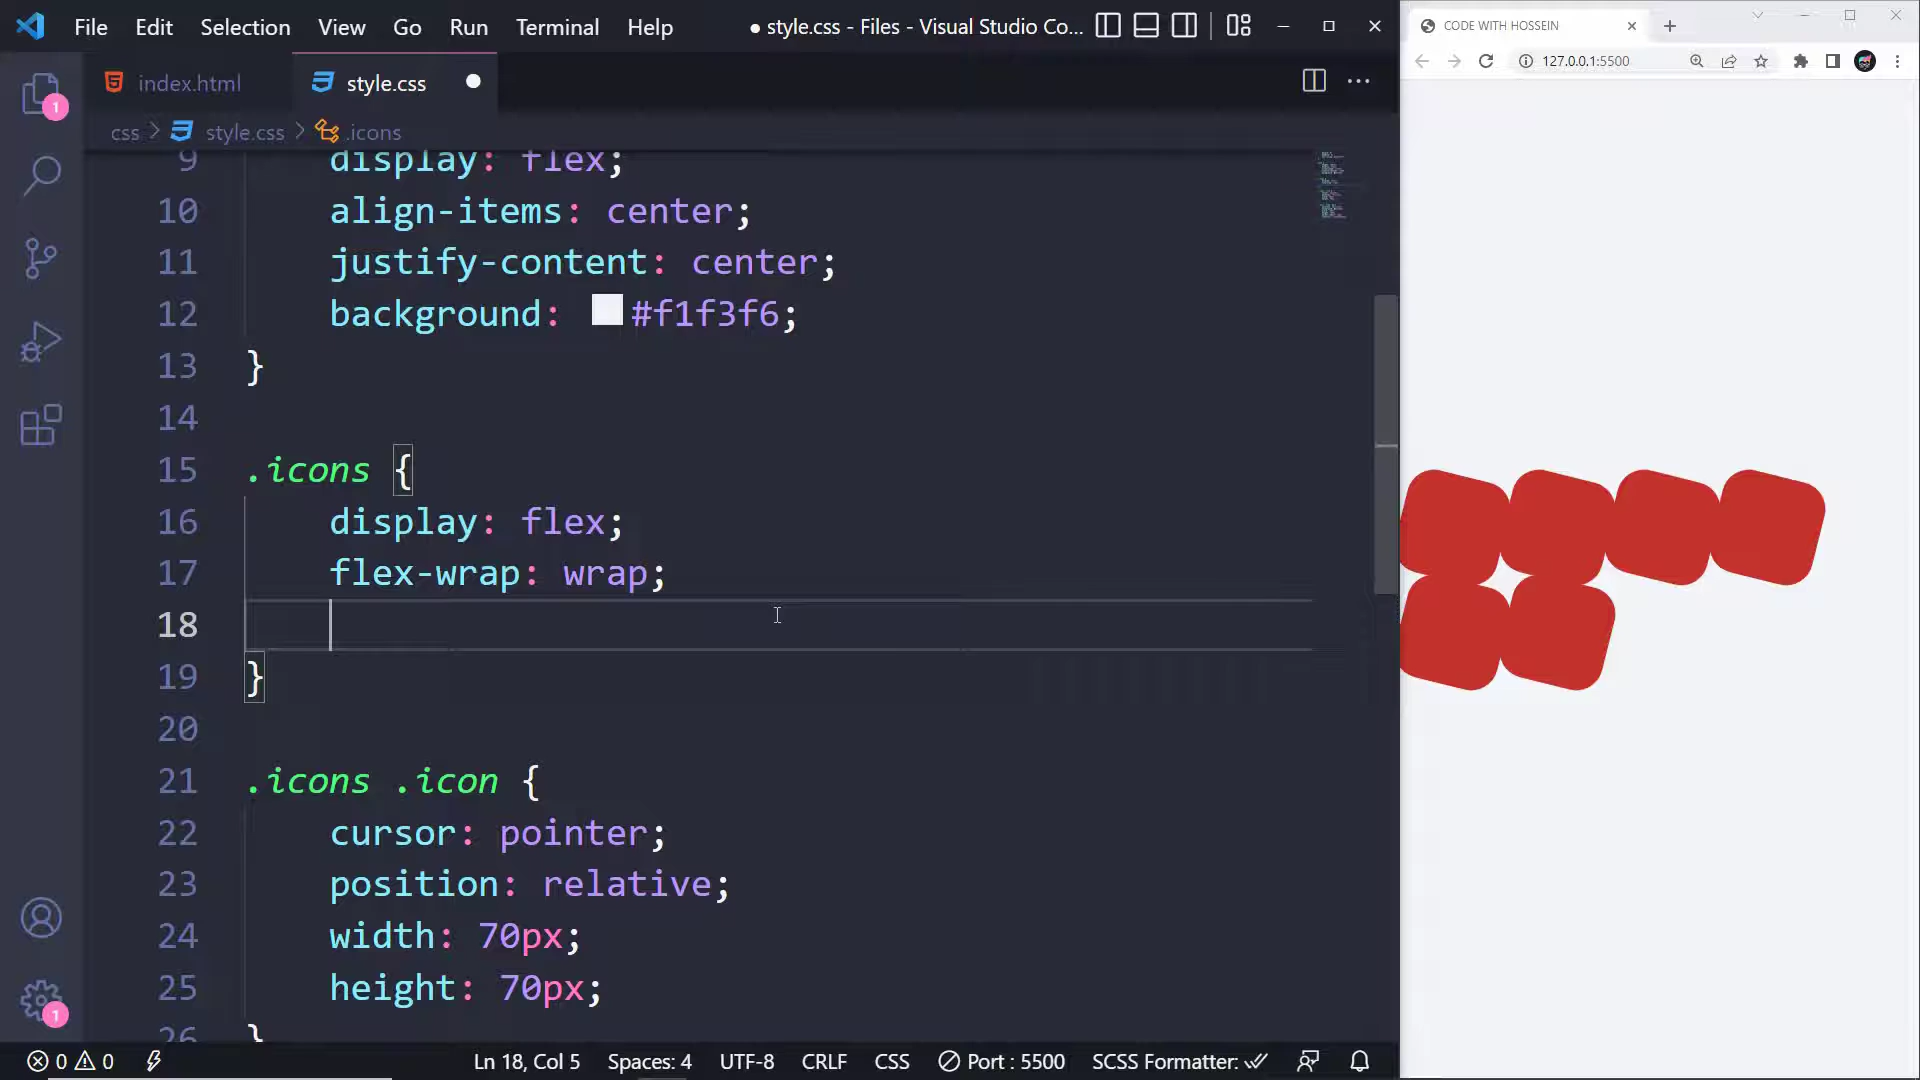 File Edit Selection View Go Run Terminal Help
style.css - Files - Visual Studio Co...
index.html
style.css
1
css > style.css > .icons
9 display: flex;
10 align-items: center;
11 justify-content: center;
12 background: #f1f3f6;
13 }
14
15 .icons {
16 display: flex;
17 flex-wrap: wrap;
18
19 }
20
21 .icons .icon {
22 cursor: pointer;
23 position: relative;
24 width: 70px;
25 height: 70px;
26 }
1
0 0
Ln 18, Col 5 Spaces: 4 UTF-8 CRLF CSS Port : 5500 SCSS Formatter:
CODE WITH HOSSEIN
127.0.0.1:5500